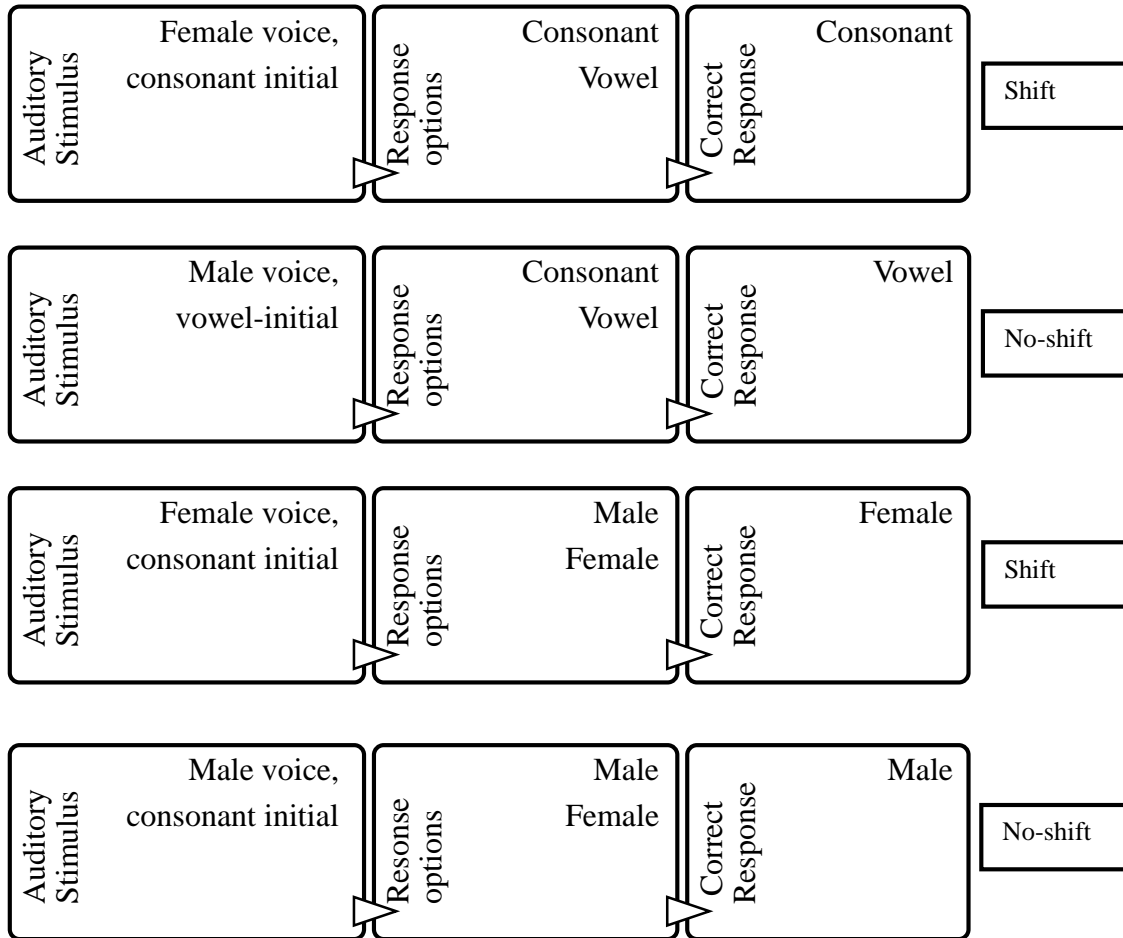 Auditory
Stimulus
Female voice,
consonant initial
Response
options
Consonant
Vowel
Correct
Response
Consonant
Shift
Auditory
Stimulus
Male voice,
vowel-initial
Response
options
Consonant
Vowel
Correct
Response
Vowel
No-shift
Auditory
Stimulus
Female voice,
consonant initial
Response
options
Male
Female
Correct
Response
Female
Shift
Auditory
Stimulus
Male voice,
consonant initial
Resonse
options
Male
Female
Correct
Response
Male
No-shift